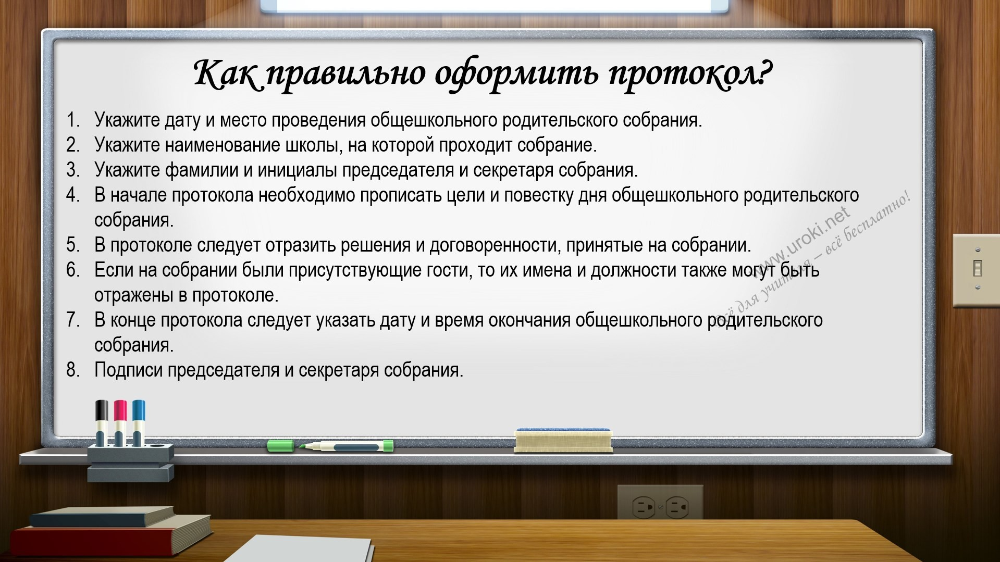 Как правильно оформить протокол?
1. Укажите дату и место проведения общешкольного родительского собрания.
2. Укажите наименование школы, на которой проходит собрание.
3. Укажите фамилии и инициалы председателя и секретаря собрания.
4. В начале протокола необходимо прописать цели и повестку дня общешкольного родительского
собрания.
5. В протоколе следует отразить решения и договоренности, принятые на собрании.
6. Если на собрании были присутствующие гости, то их имена и должности также могут быть
отражены в протоколе.
7. В конце протокола следует указать дату и время окончания общешкольного родительского
собрания.
8. Подписи председателя и секретаря собрания.
www.uroki.net
Всё для учителя – всё бесплатно!